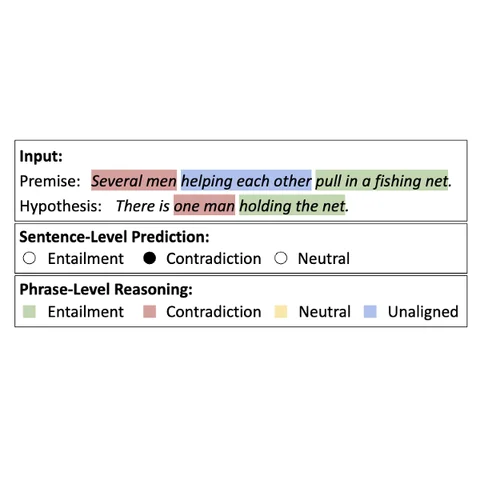 Input:
Premise: Several men helping each other pull in a fishing net.
Hypothesis: There is one man holding the net.
Sentence-Level Prediction:
Entailment Contradiction Neutral
Phrase-Level Reasoning:
Entailment Contradiction Neutral Unaligned